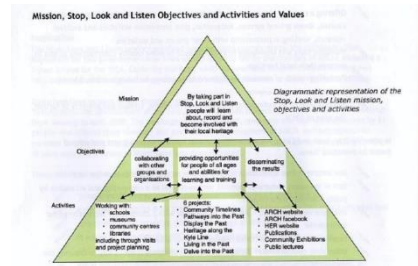 Mission, Stop, Look and Listen Objectives and Activities and Values
Mission
By taking part in
Stop, Look and Listen
people will learn
about, record and
become involved with
their local heritage
Diagrammatic representation of the
Stop, Look and Listen mission,
objectives and activities
Objectives
collaborating
with other
groups and
organisations
providing opportunities
for people of all ages
and abilities for
learning and training
disseminating
the results
Activities
Working with:
• schools
• museums
• community centres
• libraries
including through visits
and project planning
6 projects:
• Community Timelines
• Pathways into the Past
• Display the Past
• Heritage along the
Kyle Line
• Living in the Past
• Delve into the Past
• ARCH website
• ARCH facebook
• HER website
• Publications
• Community Exhibitions
• Public lectures